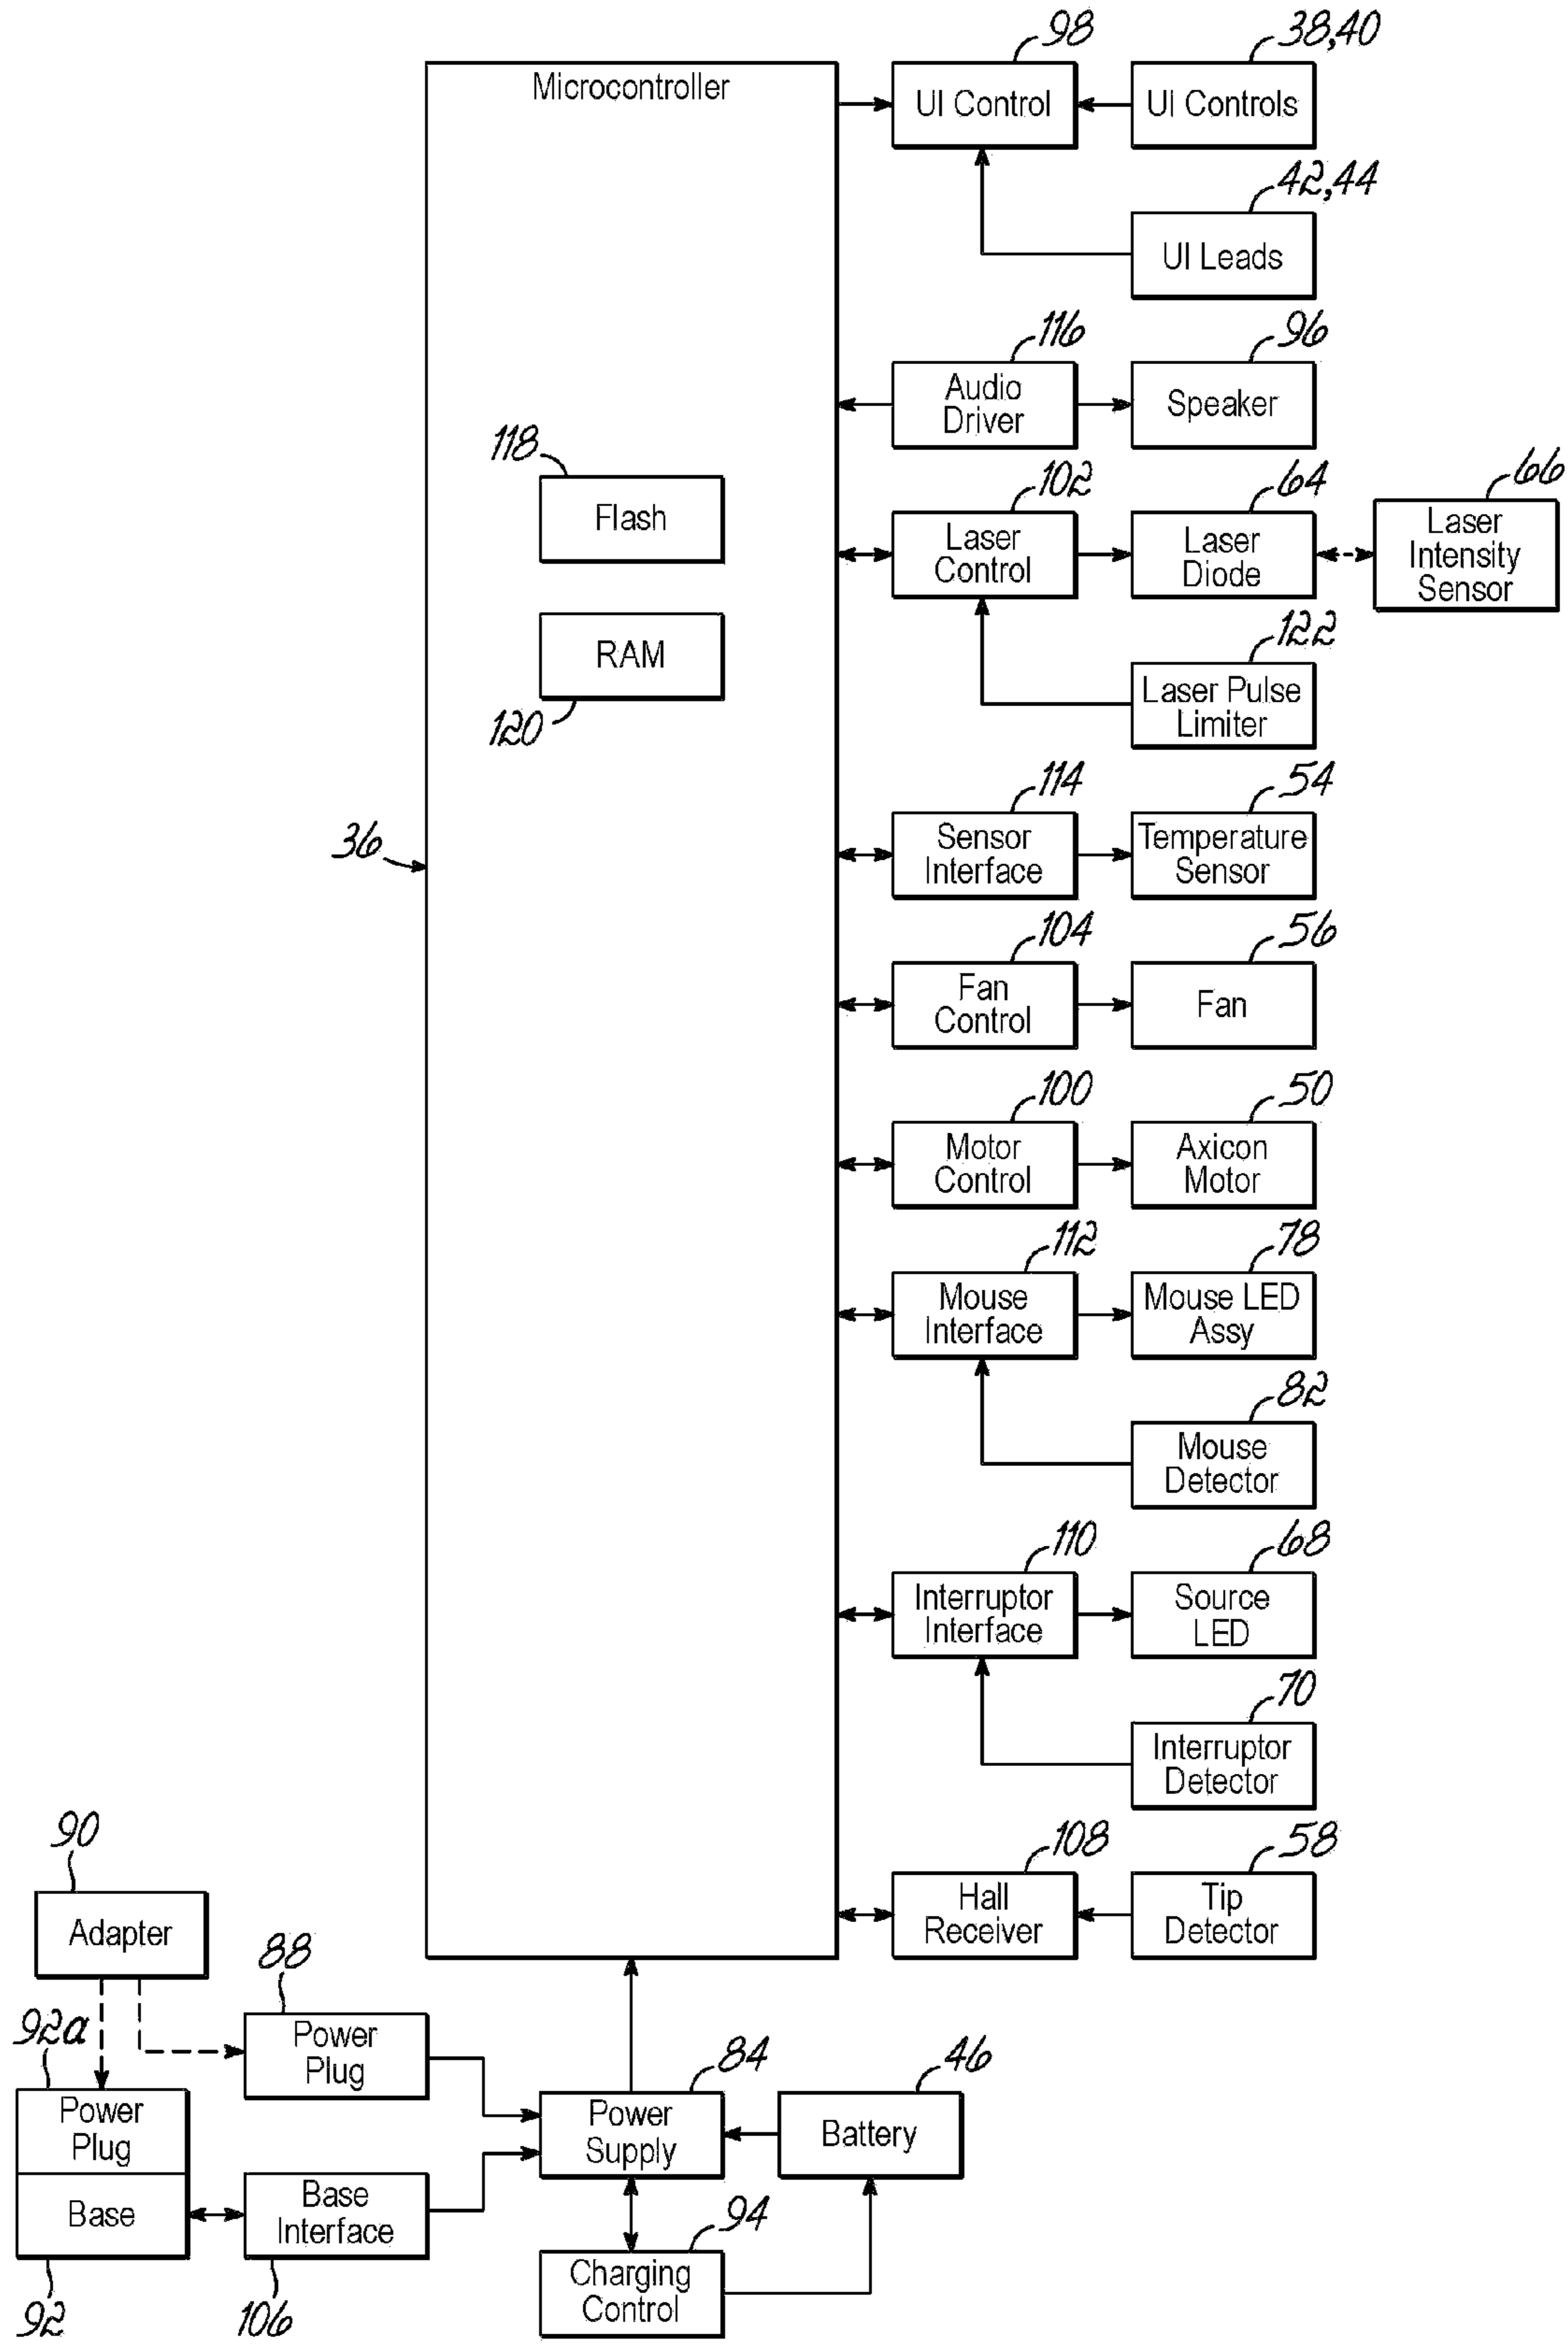 98
38,40
Microcontroller
UI Control
UI Controls
42,44
UI Leads
116
96
Audio
Driver
Speaker
118
Flash
102
64
66
Laser
Control
Laser
Diode
Laser
Intensity
Sensor
RAM
120
122
Laser Pulse
Limiter
36
114
54
Sensor
Interface
Temperature
Sensor
104
56
Fan
Control
Fan
100
50
Motor
Control
Axicon
Motor
112
78
Mouse
Interface
Mouse LED
Assy
82
Mouse
Detector
110
68
Interruptor
Interface
Source
LED
70
Interruptor
Detector
108
58
Hall
Receiver
Tip
Detector
90
Adapter
88
Power
Plug
92a
Power
Plug
Base
92
Base
Interface
106
84
Power
Supply
46
Battery
94
Charging
Control